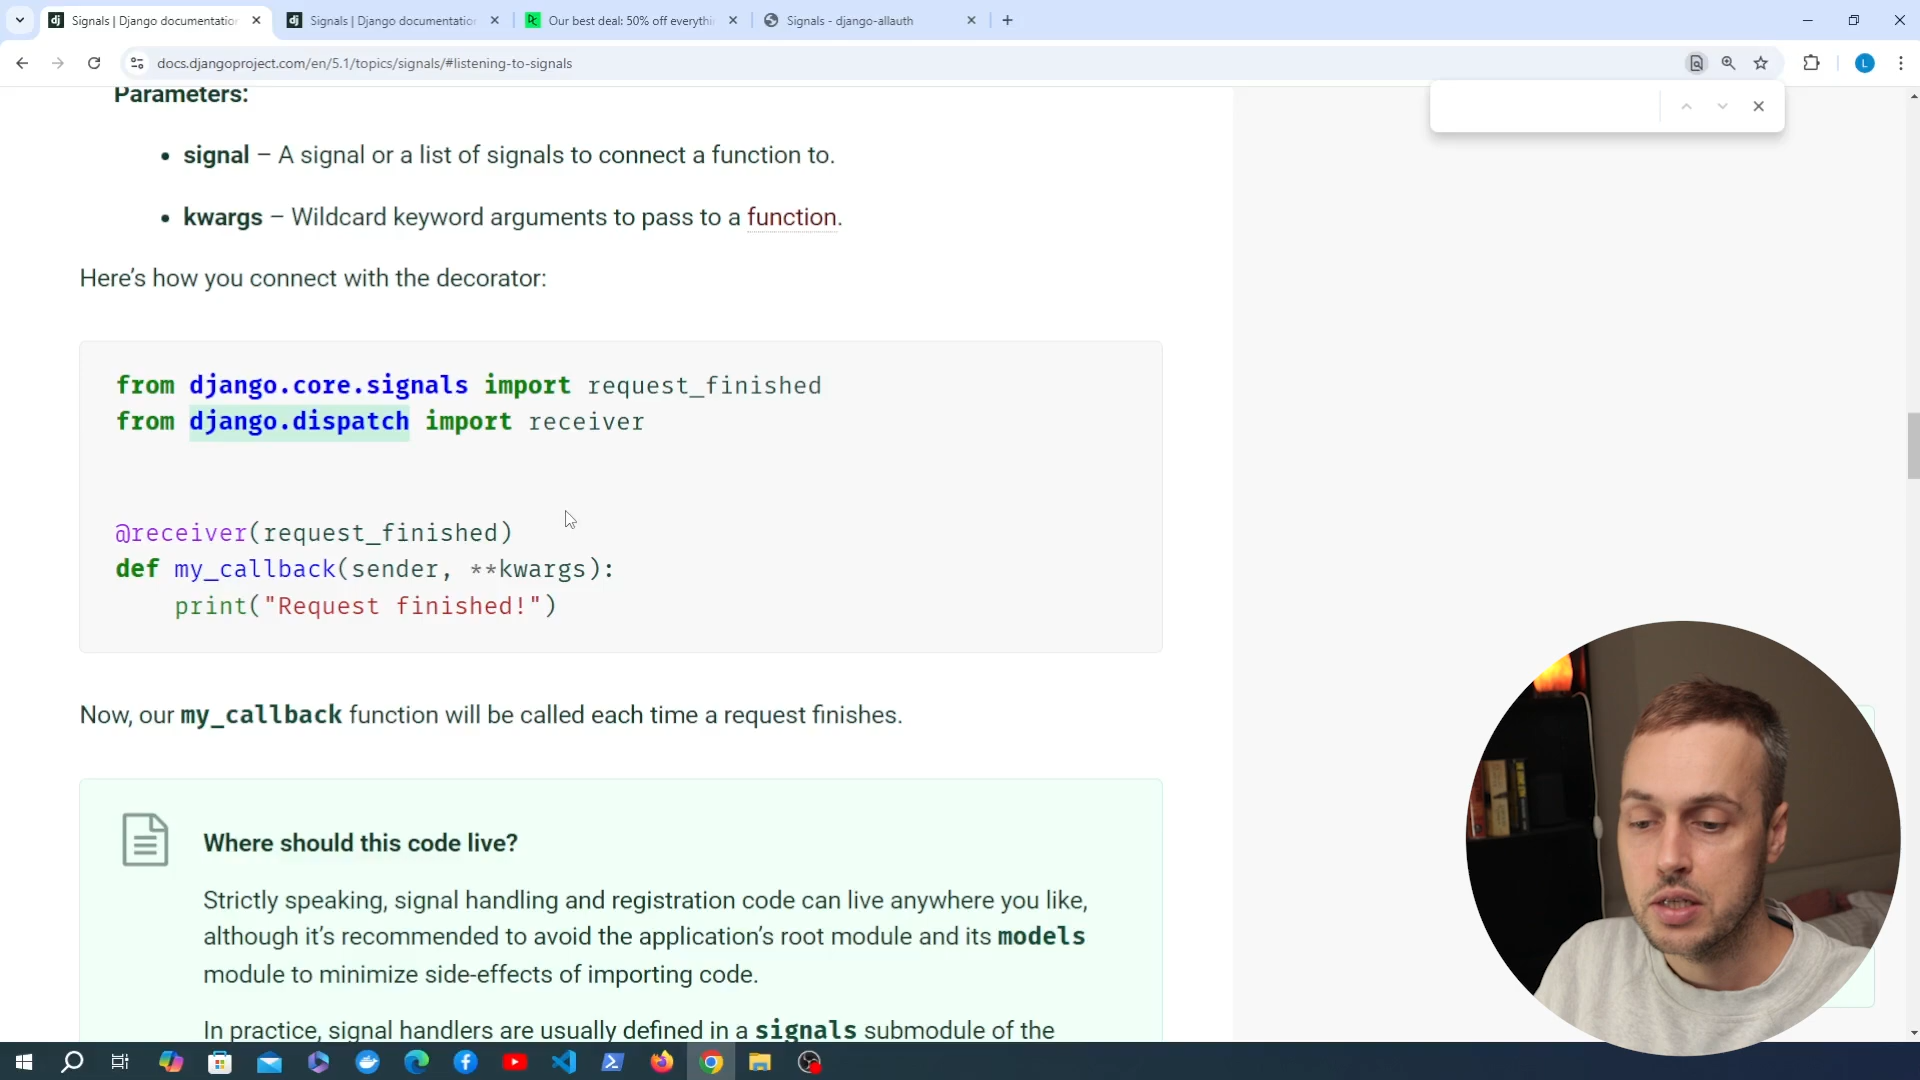 Signals | Django documentation
Signals | Django documentation
Our best deal: 50% off everythi
Signals - django-allauth
docs.djangoproject.com/en/5.1/topics/signals/#listening-to-signals
L
Parameters:
• signal – A signal or a list of signals to connect a function to.
• kwargs – Wildcard keyword arguments to pass to a function.
Here's how you connect with the decorator:
from django.core.signals import request_finished
from django.dispatch import receiver
@receiver(request_finished)
def my_callback(sender, **kwargs):
    print("Request finished!")
Now, our my_callback function will be called each time a request finishes.
Where should this code live?
Strictly speaking, signal handling and registration code can live anywhere you like,
although it's recommended to avoid the application's root module and its models
module to minimize side-effects of importing code.
In practice, signal handlers are usually defined in a signals submodule of the